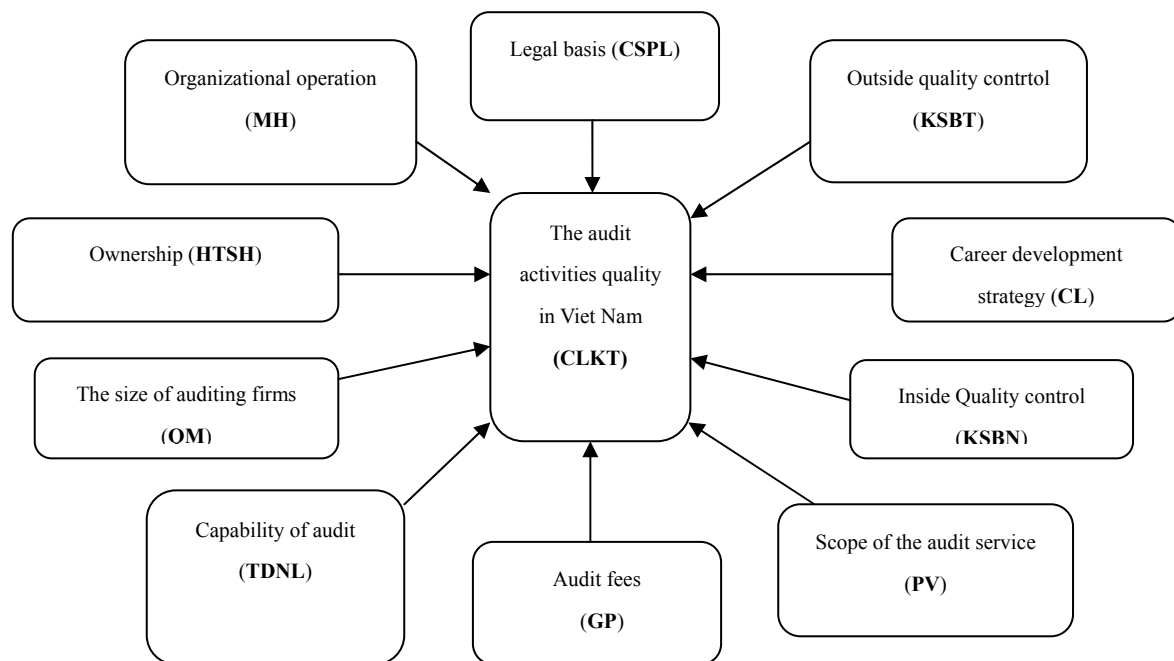 Legal basis (CSPL)
Organizational operation
(MH)
Outside quality contrtol
(KSBT)
The audit
activities quality
in Viet Nam
(CLKT)
Ownership (HTSH)
Career development
strategy (CL)
The size of auditing firms
(QM)
Inside Quality control
(KSBN)
Capability of audit
(TDNL)
Audit fees
(GP)
Scope of the audit service
(PV)